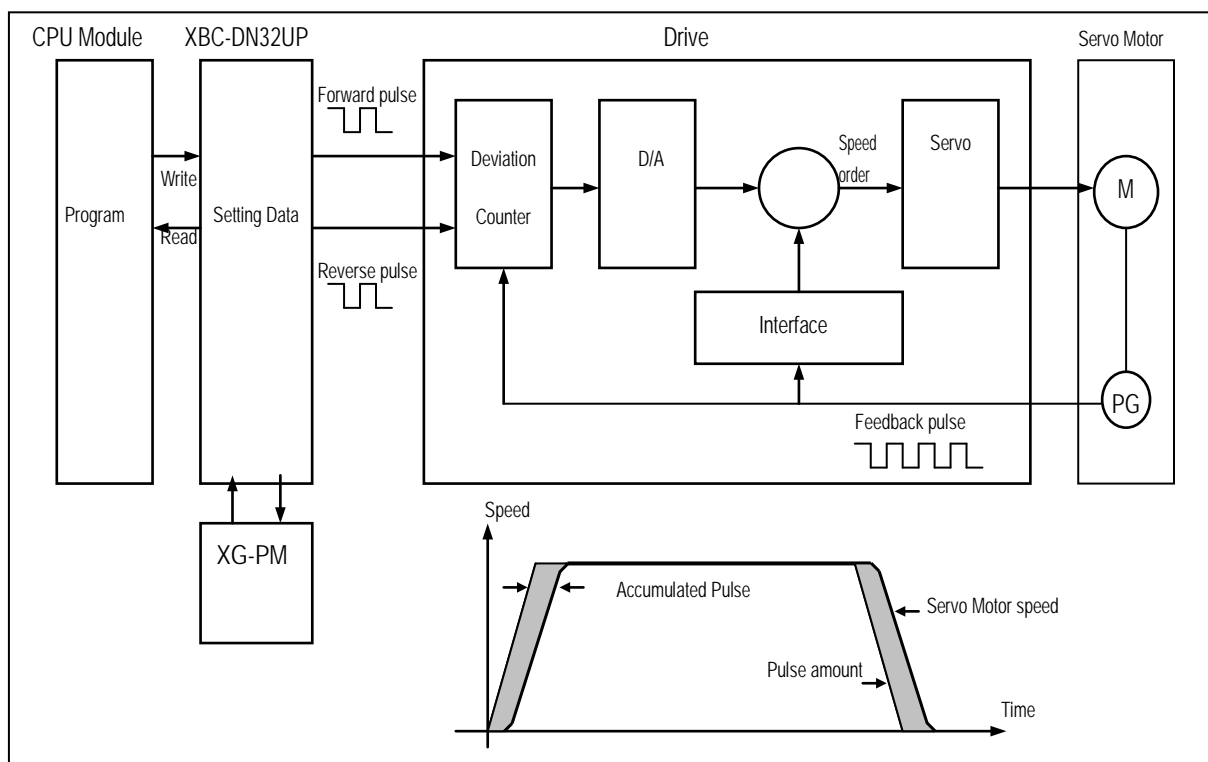 CPU Module
XBC-DN32UP
Drive
Servo Motor
Forward pulse
Write
Program
Read
Setting Data
Reverse pulse
Deviation
Counter
D/A
Speed
order
Servo
M
Interface
PG
Feedback pulse
XG-PM
Speed
Accumulated Pulse
Servo Motor speed
Pulse amount
Time